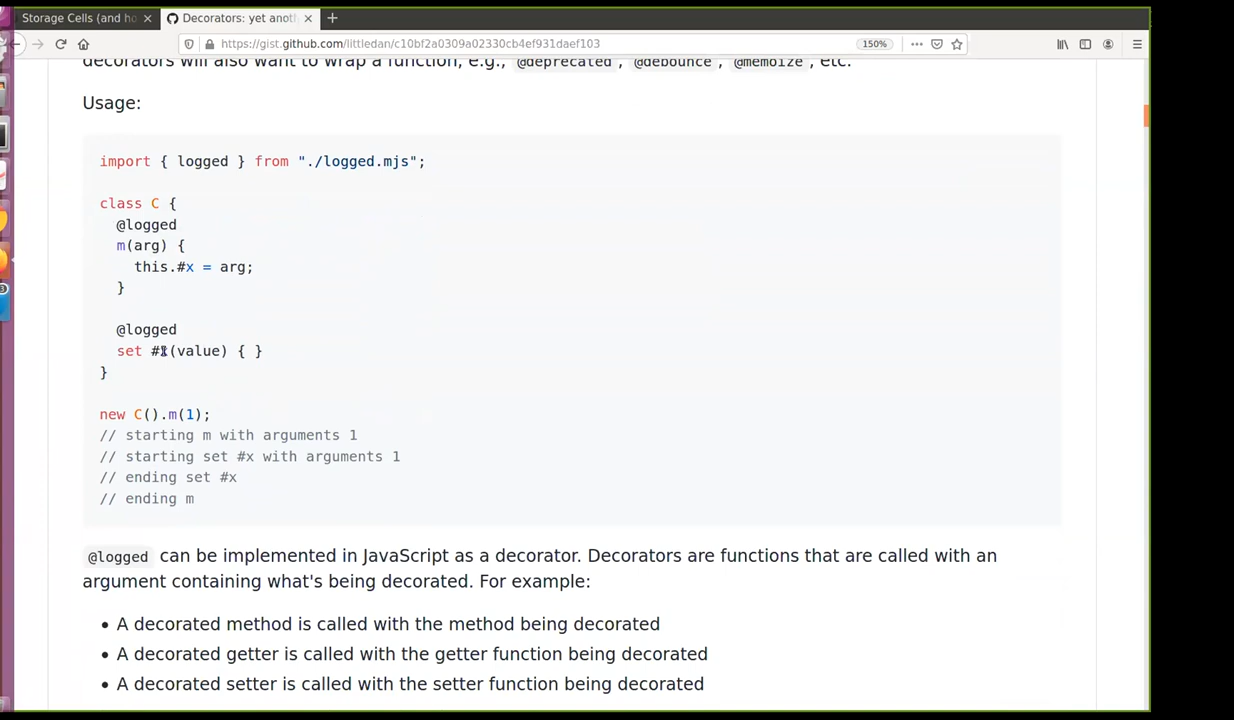 Storage Cells (and ho
Decorators: yet anoth
https://gist.github.com/littledan/c10bf2a0309a02330cb4ef931daef103
150%
decorators will also want to wrap a function, e.g., @deprecated, @debounce, @memoize, etc.
Usage:
import { logged } from "./logged.mjs";
class C {
@logged
m(arg) {
this.#x = arg;
}
@logged
set #x(value) { }
}
new C().m(1);
// starting m with arguments 1
// starting set #x with arguments 1
// ending set #x
// ending m
@logged can be implemented in JavaScript as a decorator. Decorators are functions that are called with an
argument containing what's being decorated. For example:
• A decorated method is called with the method being decorated
• A decorated getter is called with the getter function being decorated
• A decorated setter is called with the setter function being decorated